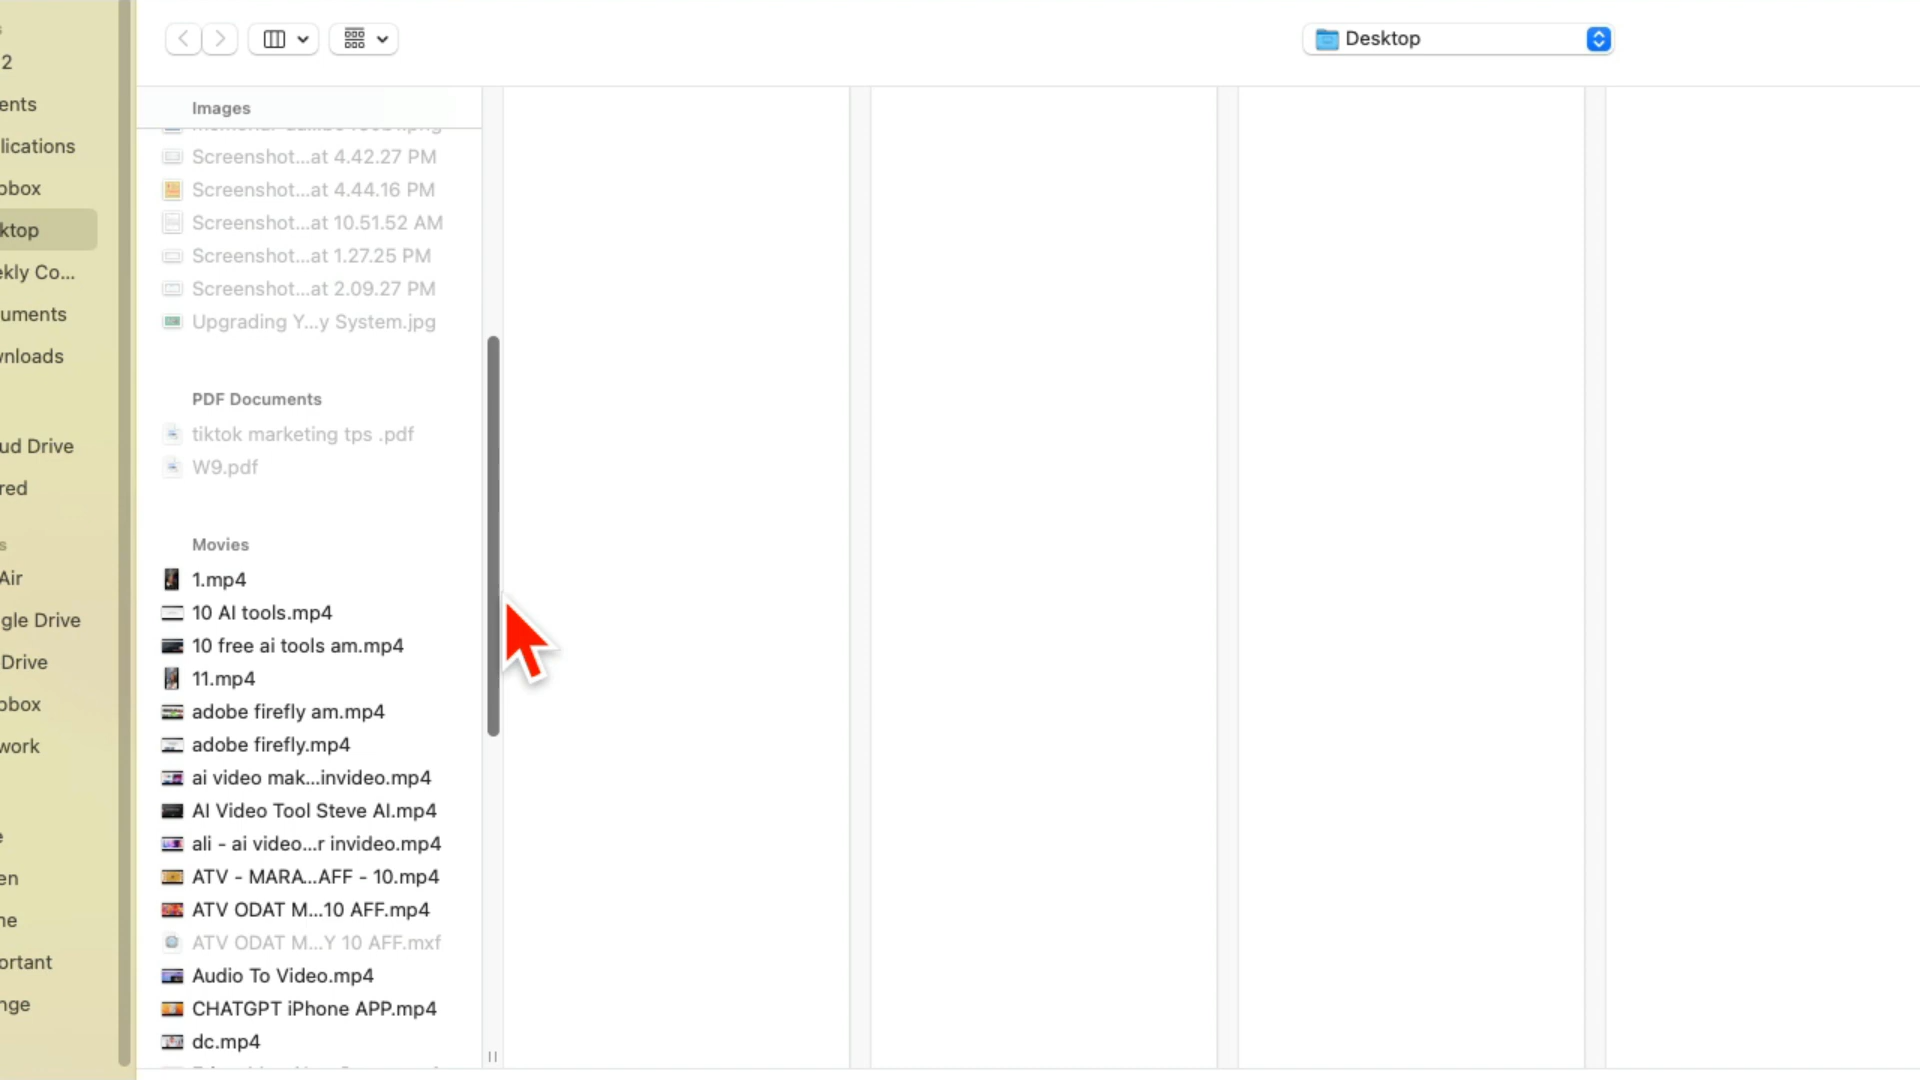 s
2
ents
lications
obox
ktop
ekly Co...
uments
wnloads
ud Drive
red
s
Air
gle Drive
Drive
obox
work
e
en
ne
ortant
nge
Desktop
Images
Screenshot...at 4.42.27 PM
Screenshot...at 4.44.16 PM
Screenshot...at 10.51.52 AM
Screenshot...at 1.27.25 PM
Screenshot...at 2.09.27 PM
Upgrading Y...y System.jpg
PDF Documents
tiktok marketing tps .pdf
W9.pdf
Movies
1.mp4
10 AI tools.mp4
10 free ai tools am.mp4
11.mp4
adobe firefly am.mp4
adobe firefly.mp4
ai video mak...invideo.mp4
AI Video Tool Steve AI.mp4
ali - ai video...r invideo.mp4
ATV - MARA...AFF - 10.mp4
ATV ODAT M...10 AFF.mp4
ATV ODAT M...Y 10 AFF.mxf
Audio To Video.mp4
CHATGPT iPhone APP.mp4
dc.mp4